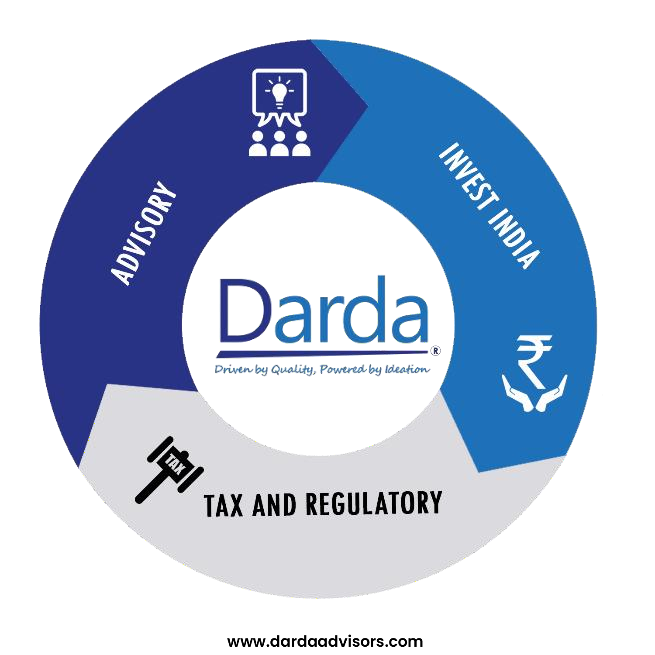 ADVISORY
INVEST INDIA
Darda®
Driven by Quality, Powered by Ideation
TAX
TAX AND REGULATORY
www.dardaadvisors.com